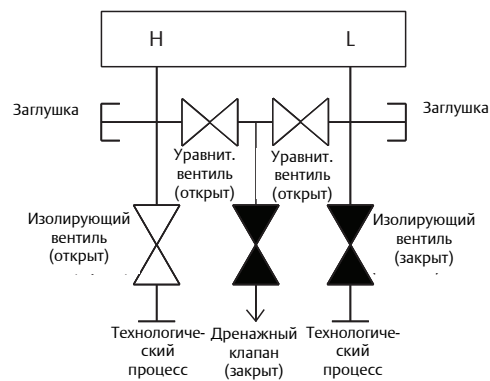 H L
Заглушка
Заглушка
Уравнит.
вентиль
(открыт)
Уравнит.
вентиль
(открыт)
Изолирующий
вентиль
(открыт)
Изолирующий
вентиль
(закрыт)
Технологиче-
ский
процесс
Дренажный
клапан
(закрыт)
Технологиче-
ский
процесс